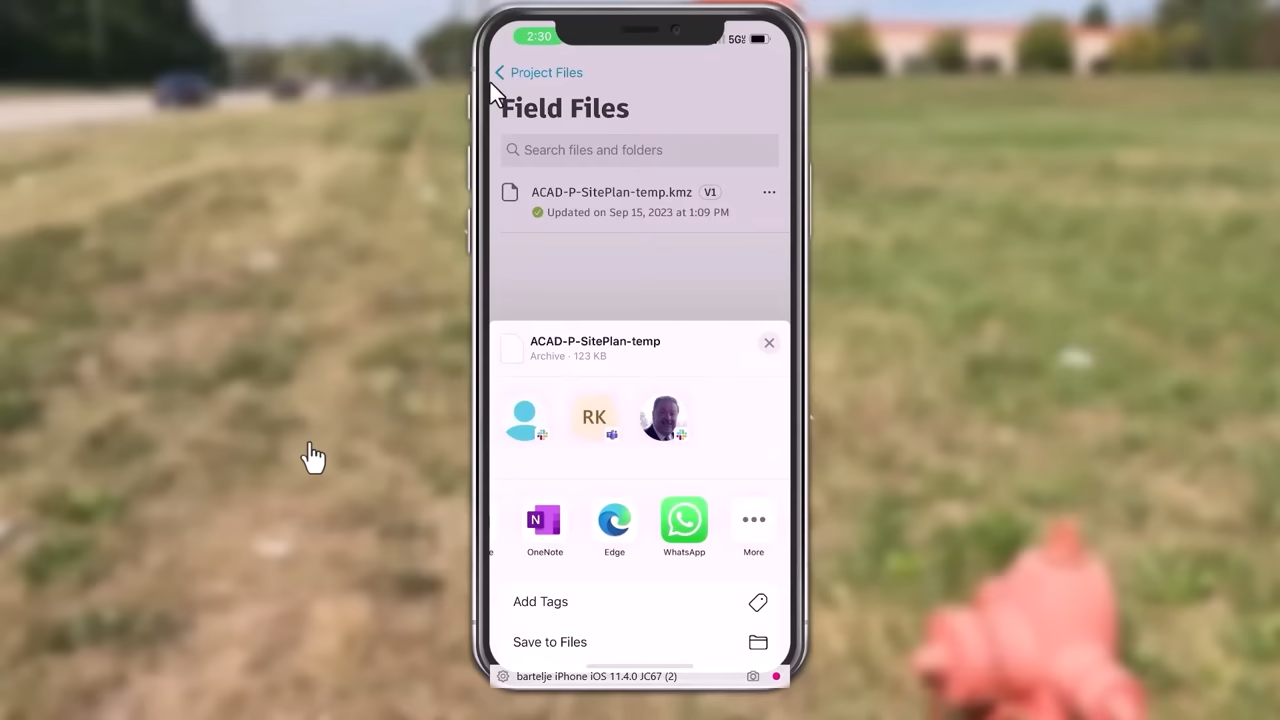 2:30
5G
Project Files
Field Files
Search files and folders
ACAD-P-SitePlan-temp.kmz V1
Updated on Sep 15, 2023 at 1:09 PM
ACAD-P-SitePlan-temp
Archive · 123 KB
RK
N
e OneNote Edge WhatsApp More
Add Tags
Save to Files
bartelje iPhone iOS 11.4.0 JC67 (2)